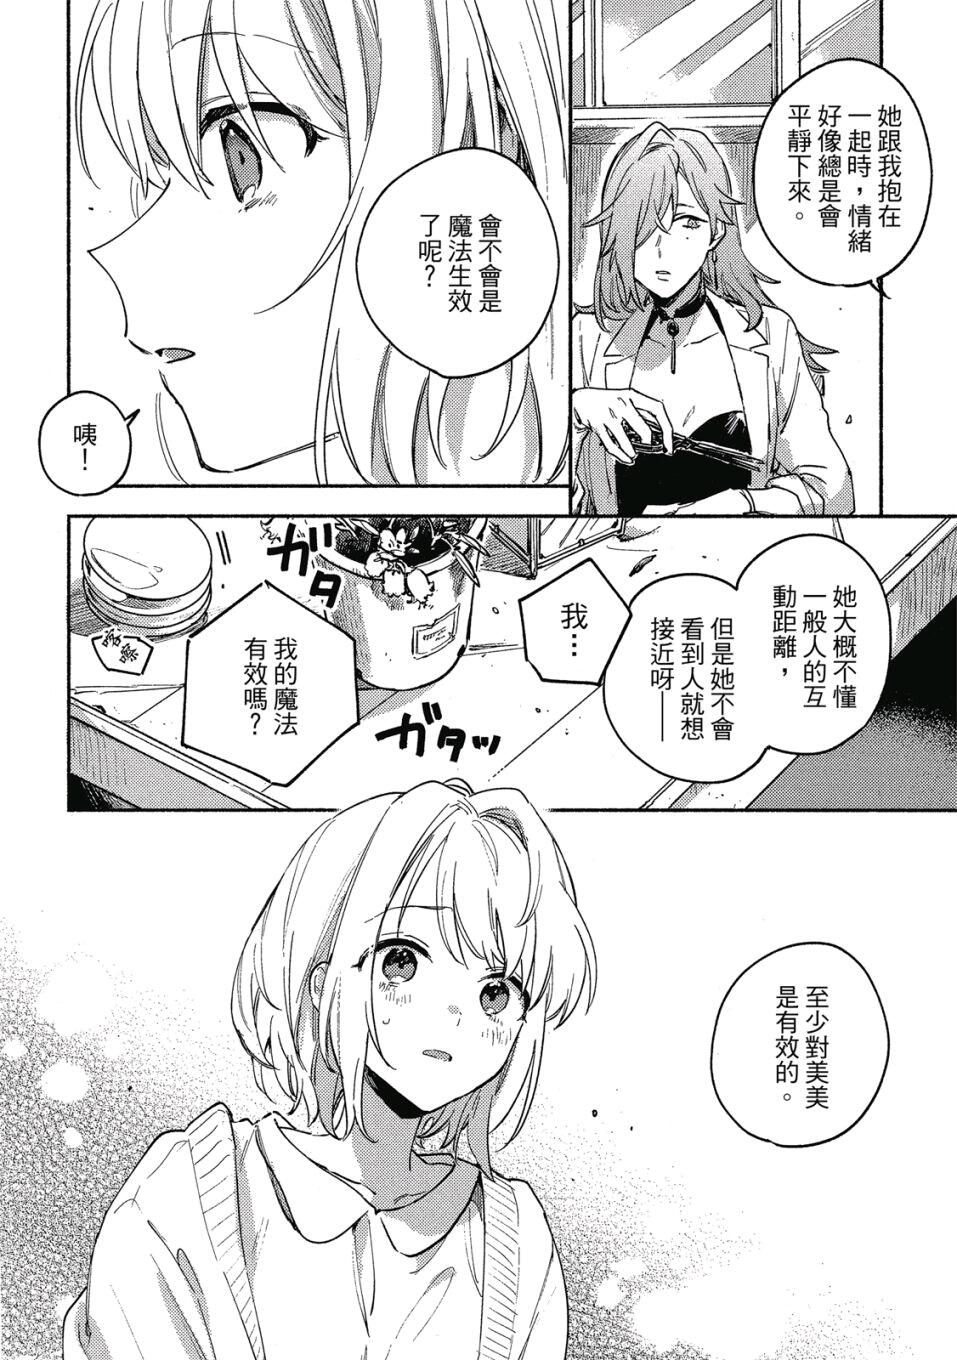 她跟我抱在
一起時，情緒
好像總是會
平靜下來。
會不會是
魔法生效
了呢？
咦！
她大概不懂
一般人的互
動距離，
但是她不會
看到人就想
接近呀——
我…
ガタ
ガタッ
我的魔法
有效嗎？
至少對美美
是有效的。